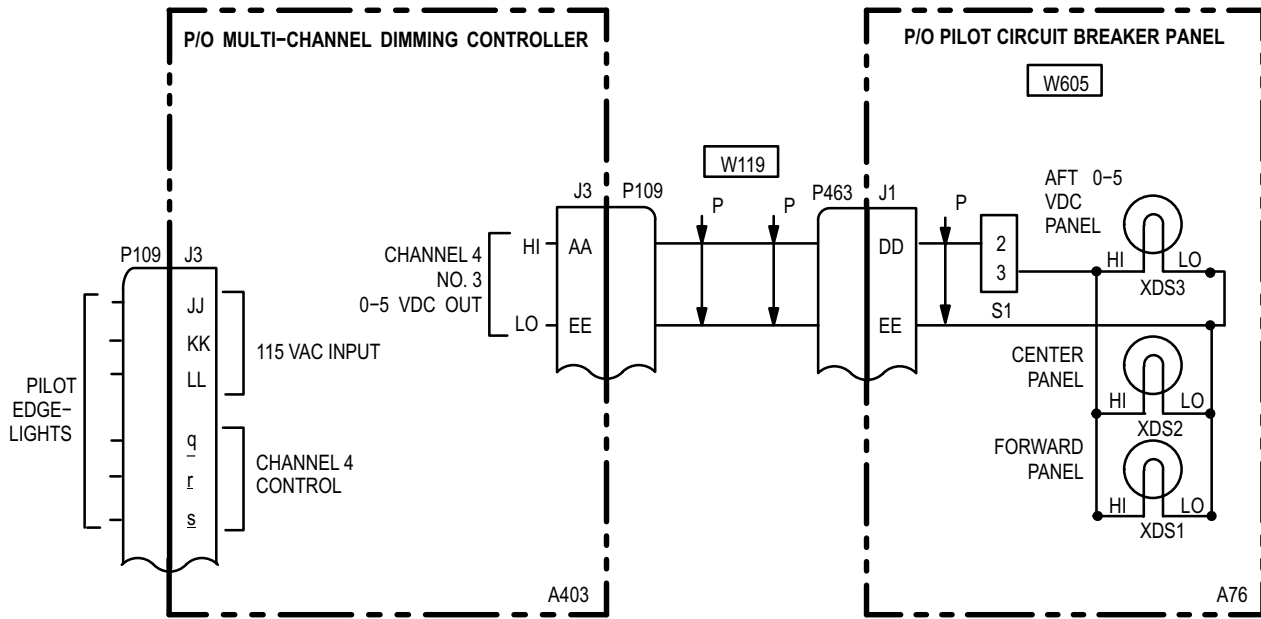 P/O MULTI-CHANNEL DIMMING CONTROLLER
P109 J3
PILOT
EDGE-
LIGHTS
JJ
KK
LL
115 VAC INPUT
q
r
s
CHANNEL 4
CONTROL
CHANNEL 4
NO. 3
0-5 VDC OUT
HI
LO
J3 P109
AA
EE
A403
W119
P P
P463 J1
DD
EE
P/O PILOT CIRCUIT BREAKER PANEL
W605
P
2
3
S1
AFT 0-5
VDC
PANEL
HI LO
XDS3
CENTER
PANEL
HI LO
XDS2
FORWARD
PANEL
HI LO
XDS1
A76